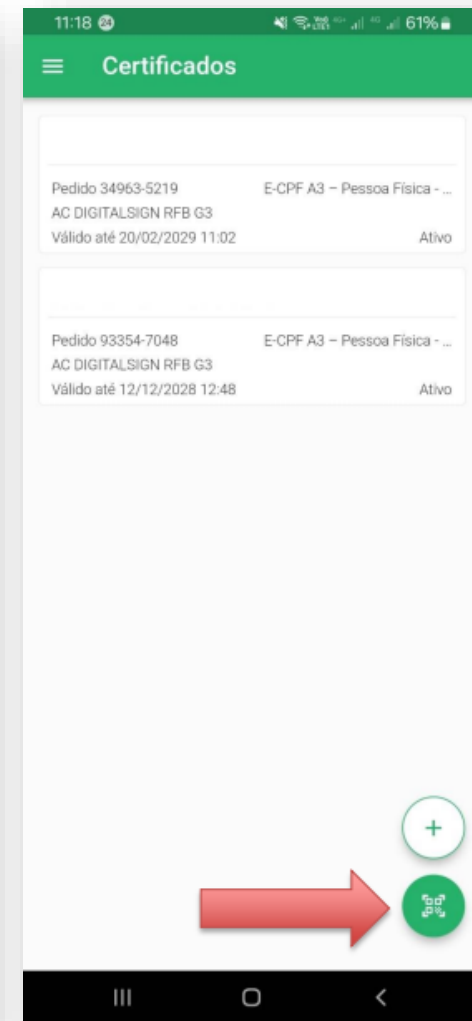 11:18 24 61%
Certificados
Pedido 34963-5219 E-CPF A3 – Pessoa Física - ...
AC DIGITALSIGN RFB G3
Válido até 20/02/2029 11:02 Ativo
Pedido 93354-7048 E-CPF A3 – Pessoa Física - ...
AC DIGITALSIGN RFB G3
Válido até 12/12/2028 12:48 Ativo
+